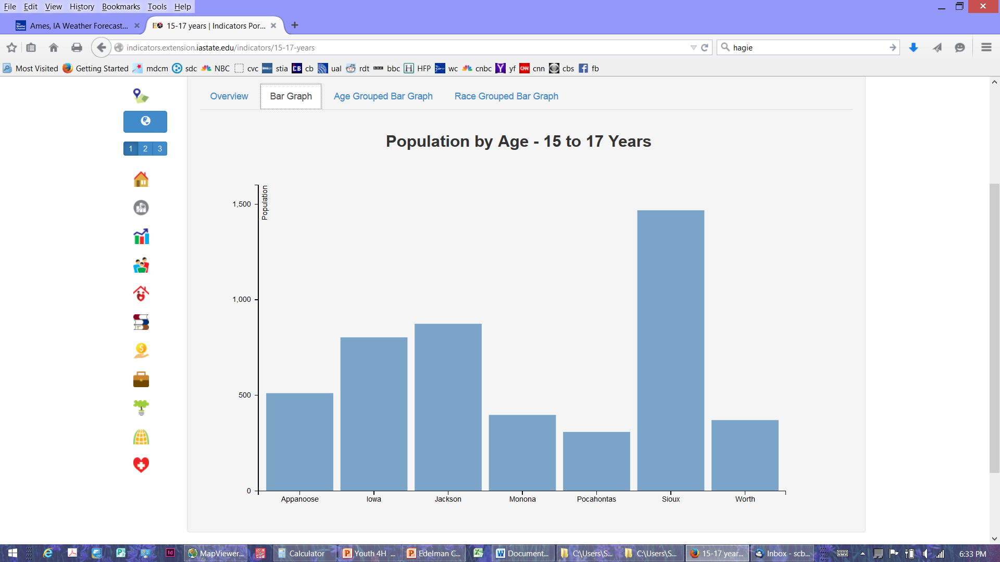 File Edit View History Bookmarks Tools Help
Ames, IA Weather Forecast... 15-17 years | Indicators Por...
indicators.extension.iastate.edu/indicators/15-17-years hagie
Most Visited Getting Started mdcm sdc NBC cvc stia CB cb ual rdt BBC bbc H HFP wc cnbc Y yf CNN cnn cbs f fb
Overview Bar Graph Age Grouped Bar Graph Race Grouped Bar Graph
1 2 3
Population by Age - 15 to 17 Years
Population
1,500
1,000
500
0
Appanoose Iowa Jackson Monona Pocahontas Sioux Worth
MapViewer... Calculator Youth 4H ... Edelman C... Document... C:\Users\S... C:\Users\S... 15-17 year... Inbox - scb... 6:33 PM